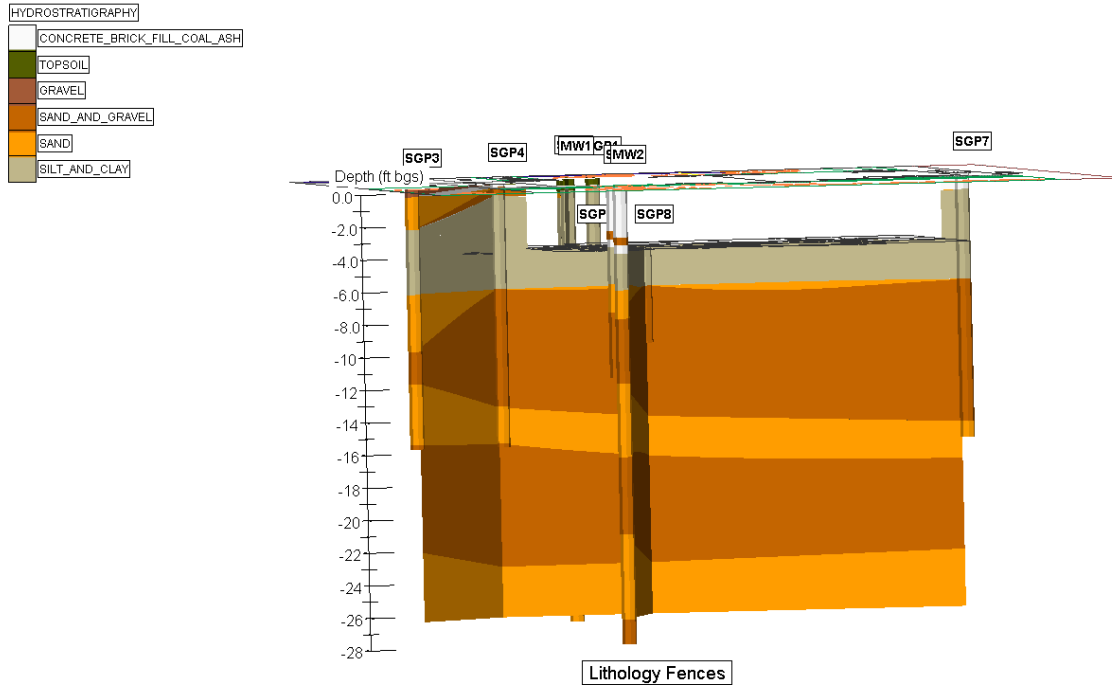 HYDROSTRATIGRAPHY
CONCRETE_BRICK_FILL_COAL_ASH
TOPSOIL
GRAVEL
SAND_AND_GRAVEL
SAND
SILT_AND_CLAY
SGP3
SGP4
MW1
MW2
SGP7
Depth (ft bgs)
SGP
SGP8
0.0
-2.0
-4.0
-6.0
-8.0
-10
-12
-14
-16
-18
-20
-22
-24
-26
-28
Lithology Fences